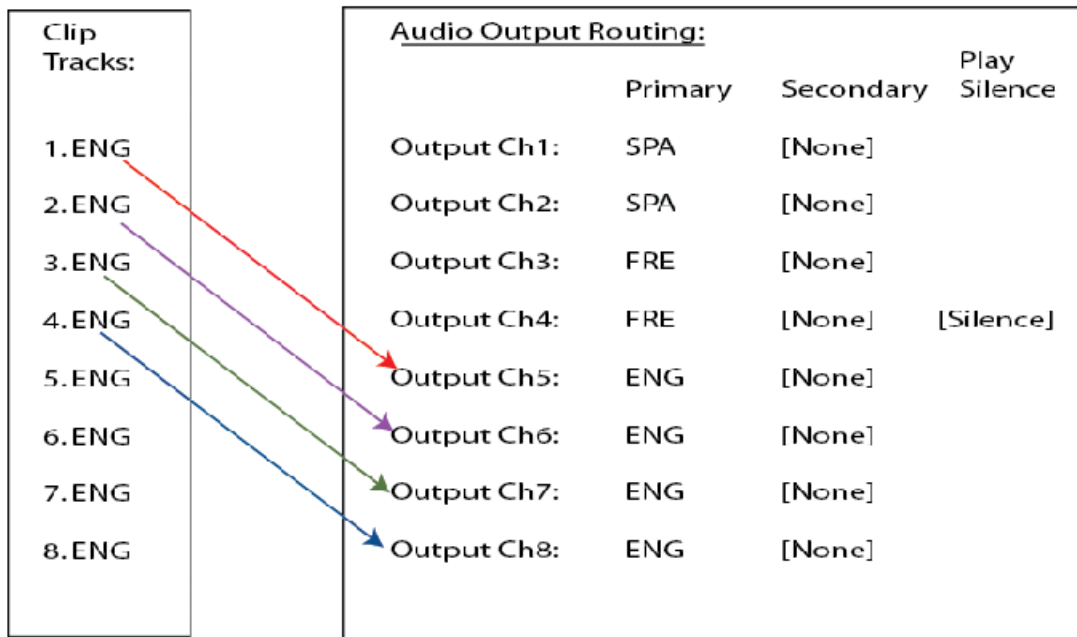 Clip
Tracks:
1.ENG
2.ENG
3.ENG
4.ENG
5.ENG
6.ENG
7.ENG
8.ENG
Audio Output Routing:
Play
Primary Secondary Silence
Output Ch1: SPA [None]
Output Ch2: SPA [None]
Output Ch3: FRE [None]
Output Ch4: FRE [None] [Silence]
Output Ch5: ENG [None]
Output Ch6: ENG [None]
Output Ch7: ENG [None]
Output Ch8: ENG [None]